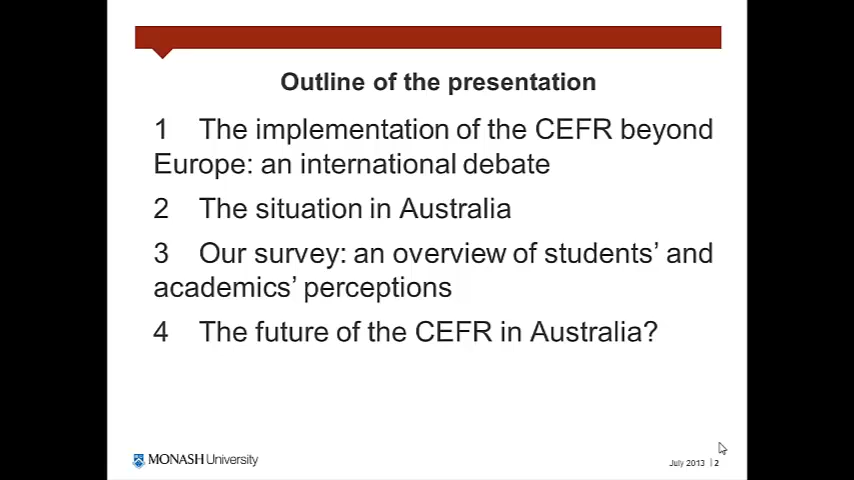 Outline of the presentation
1 The implementation of the CEFR beyond
Europe: an international debate
2 The situation in Australia
3 Our survey: an overview of students’ and
academics’ perceptions
4 The future of the CEFR in Australia?
MONASH University
July 2013 | 2